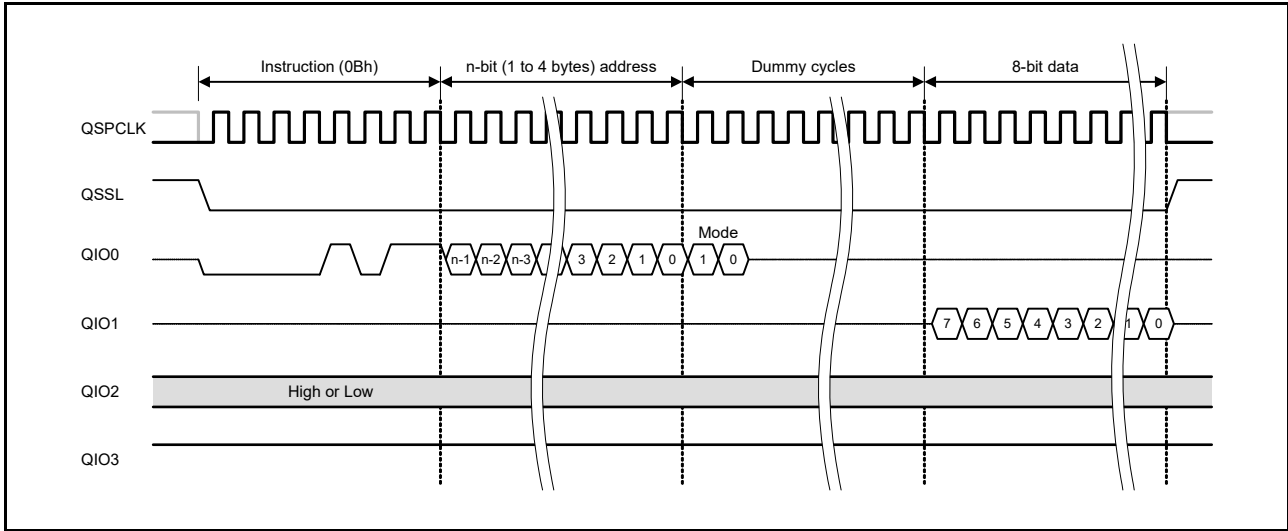 Instruction (0Bh) n-bit (1 to 4 bytes) address Dummy cycles 8-bit data
QSPCLK
QSSL
Mode
QIO0 n-1 n-2 n-3 3 2 1 0 1 0
QIO1 7 6 5 4 3 2 1 0
QIO2 High or Low
QIO3